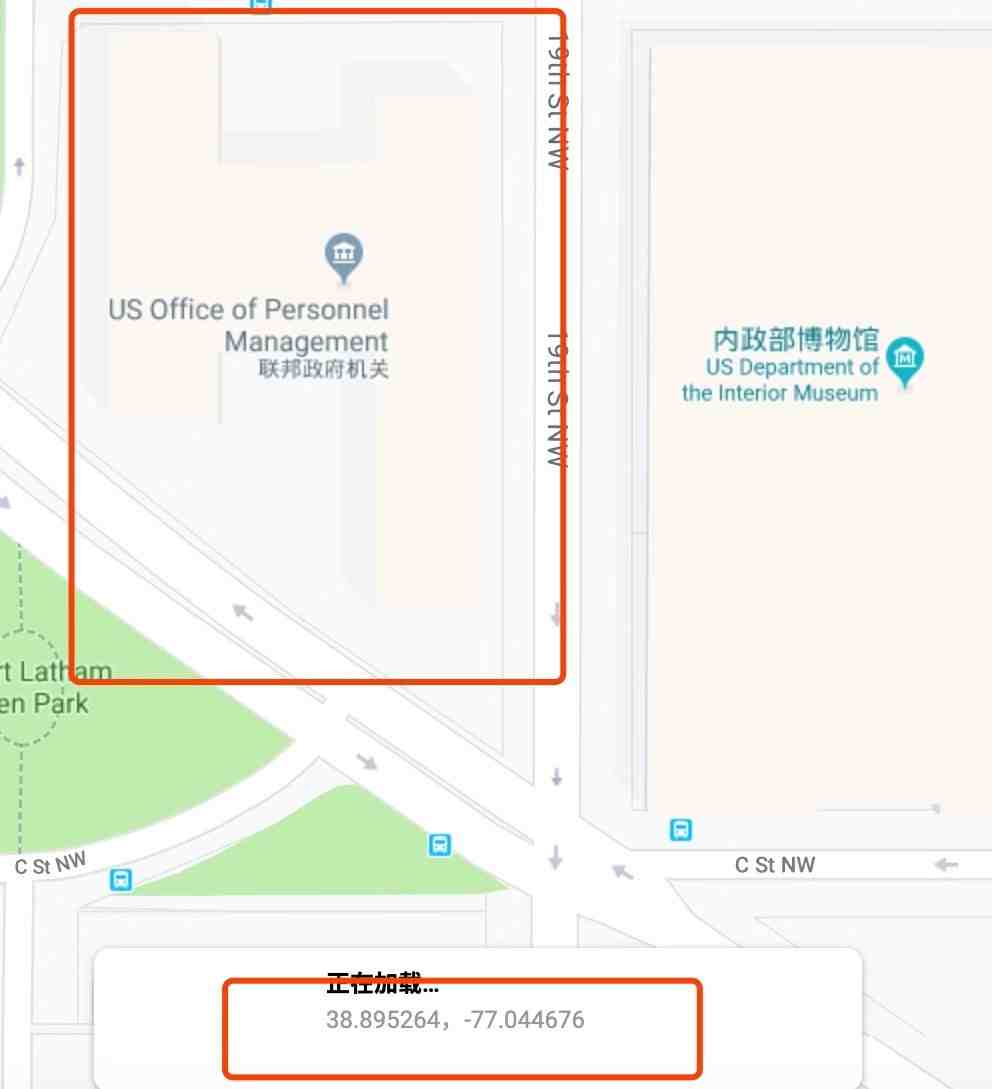 19th St NW
US Office of Personnel
Management
联邦政府机关
19th St NW
内政部博物馆
US Department of
the Interior Museum
rt Latham
en Park
C St NW
C St NW
正在加载...
38.895264，-77.044676